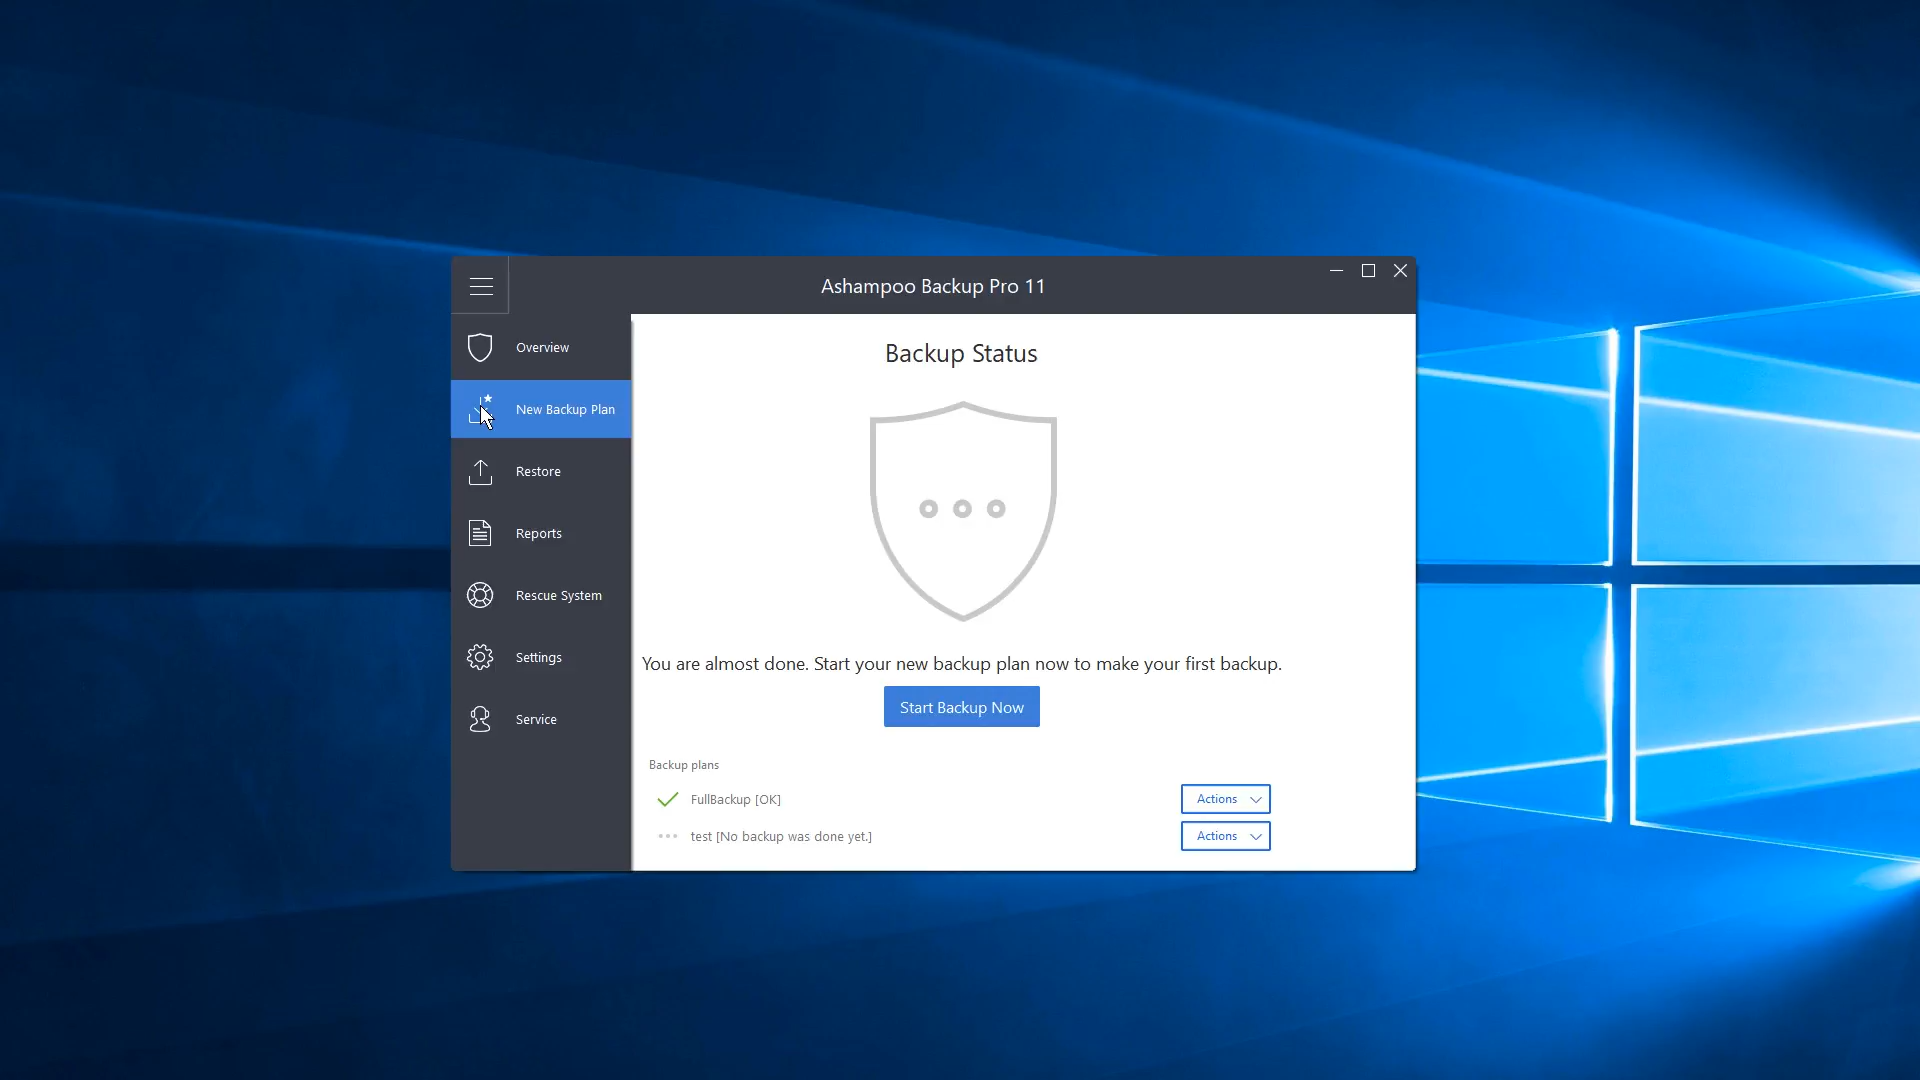 Ashampoo Backup Pro 11
Overview
New Backup Plan
Restore
Reports
Rescue System
Settings
Service
Backup Status
You are almost done. Start your new backup plan now to make your first backup.
Start Backup Now
Backup plans
FullBackup [OK]
Actions
test [No backup was done yet.]
Actions